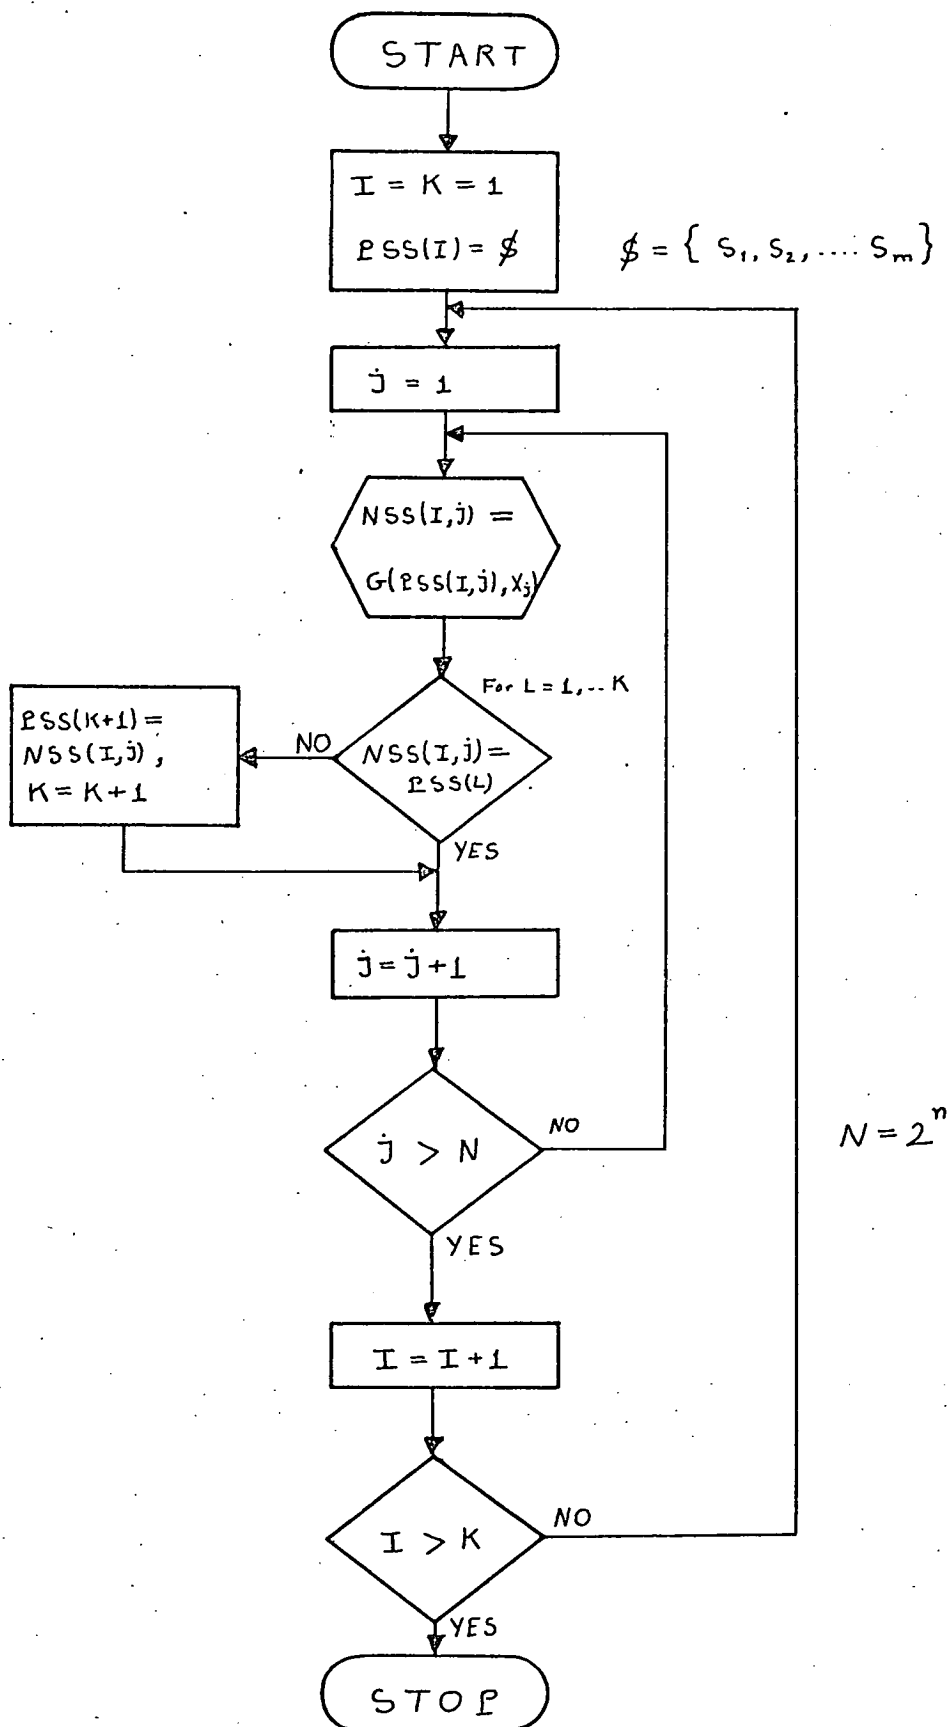 START
I = K = 1
PSS(I) = $
$ = { S₁, S₂, .... Sₘ}
j = 1
NSS(I,j) =
G(PSS(I,j), Xⱼ)
For L = 1, .. K
PSS(K+1) =
NSS(I,j) ,
K = K + 1
NO
NSS(I,j) =
PSS(L)
YES
j = j + 1
j > N
NO
N = 2ⁿ
YES
I = I + 1
I > K
NO
YES
STOP